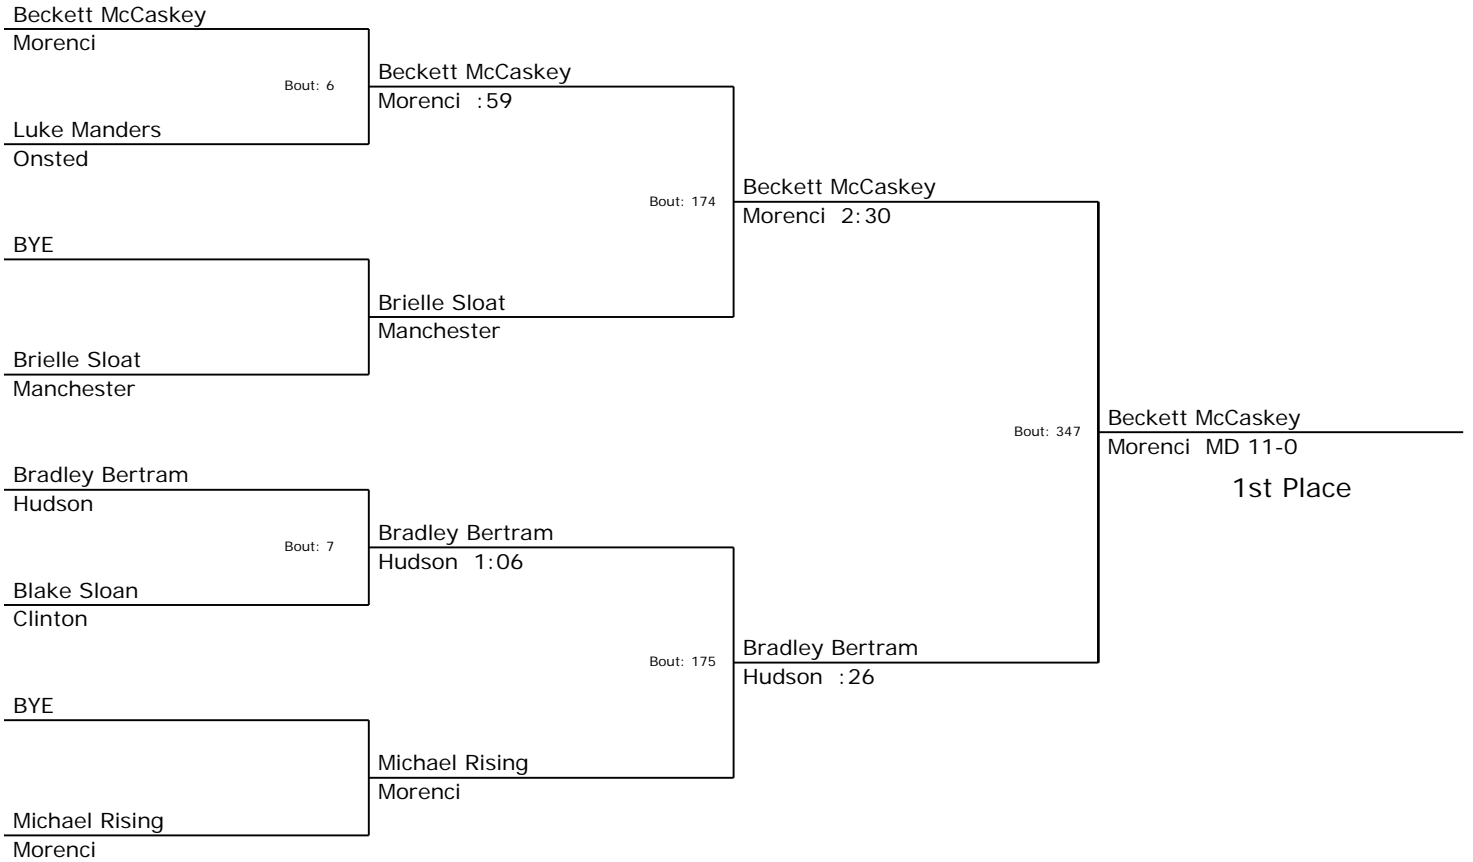 Beckett McCaskey
Morenci
Bout: 6
Beckett McCaskey
Morenci :59
Luke Manders
Onsted
Bout: 174
Beckett McCaskey
Morenci 2:30
BYE
Brielle Sloat
Manchester
Brielle Sloat
Manchester
Bout: 347
Beckett McCaskey
Morenci MD 11-0
1st Place
Bradley Bertram
Hudson
Bout: 7
Bradley Bertram
Hudson 1:06
Blake Sloan
Clinton
Bout: 175
Bradley Bertram
Hudson :26
BYE
Michael Rising
Morenci
Michael Rising
Morenci